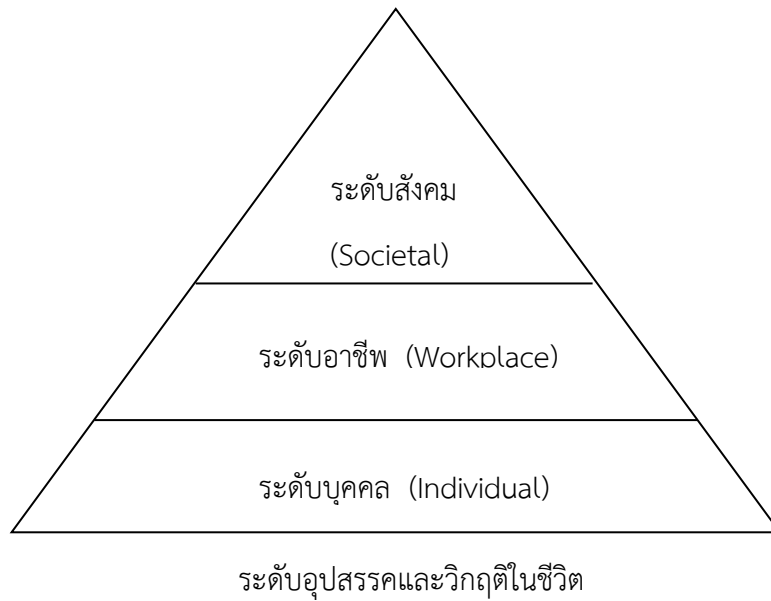 ระดับสังคม
(Societal)
ระดับอาชีพ (Workplace)
ระดับบุคคล (Individual)
ระดับอุปสรรคและวิกฤติในชีวิต